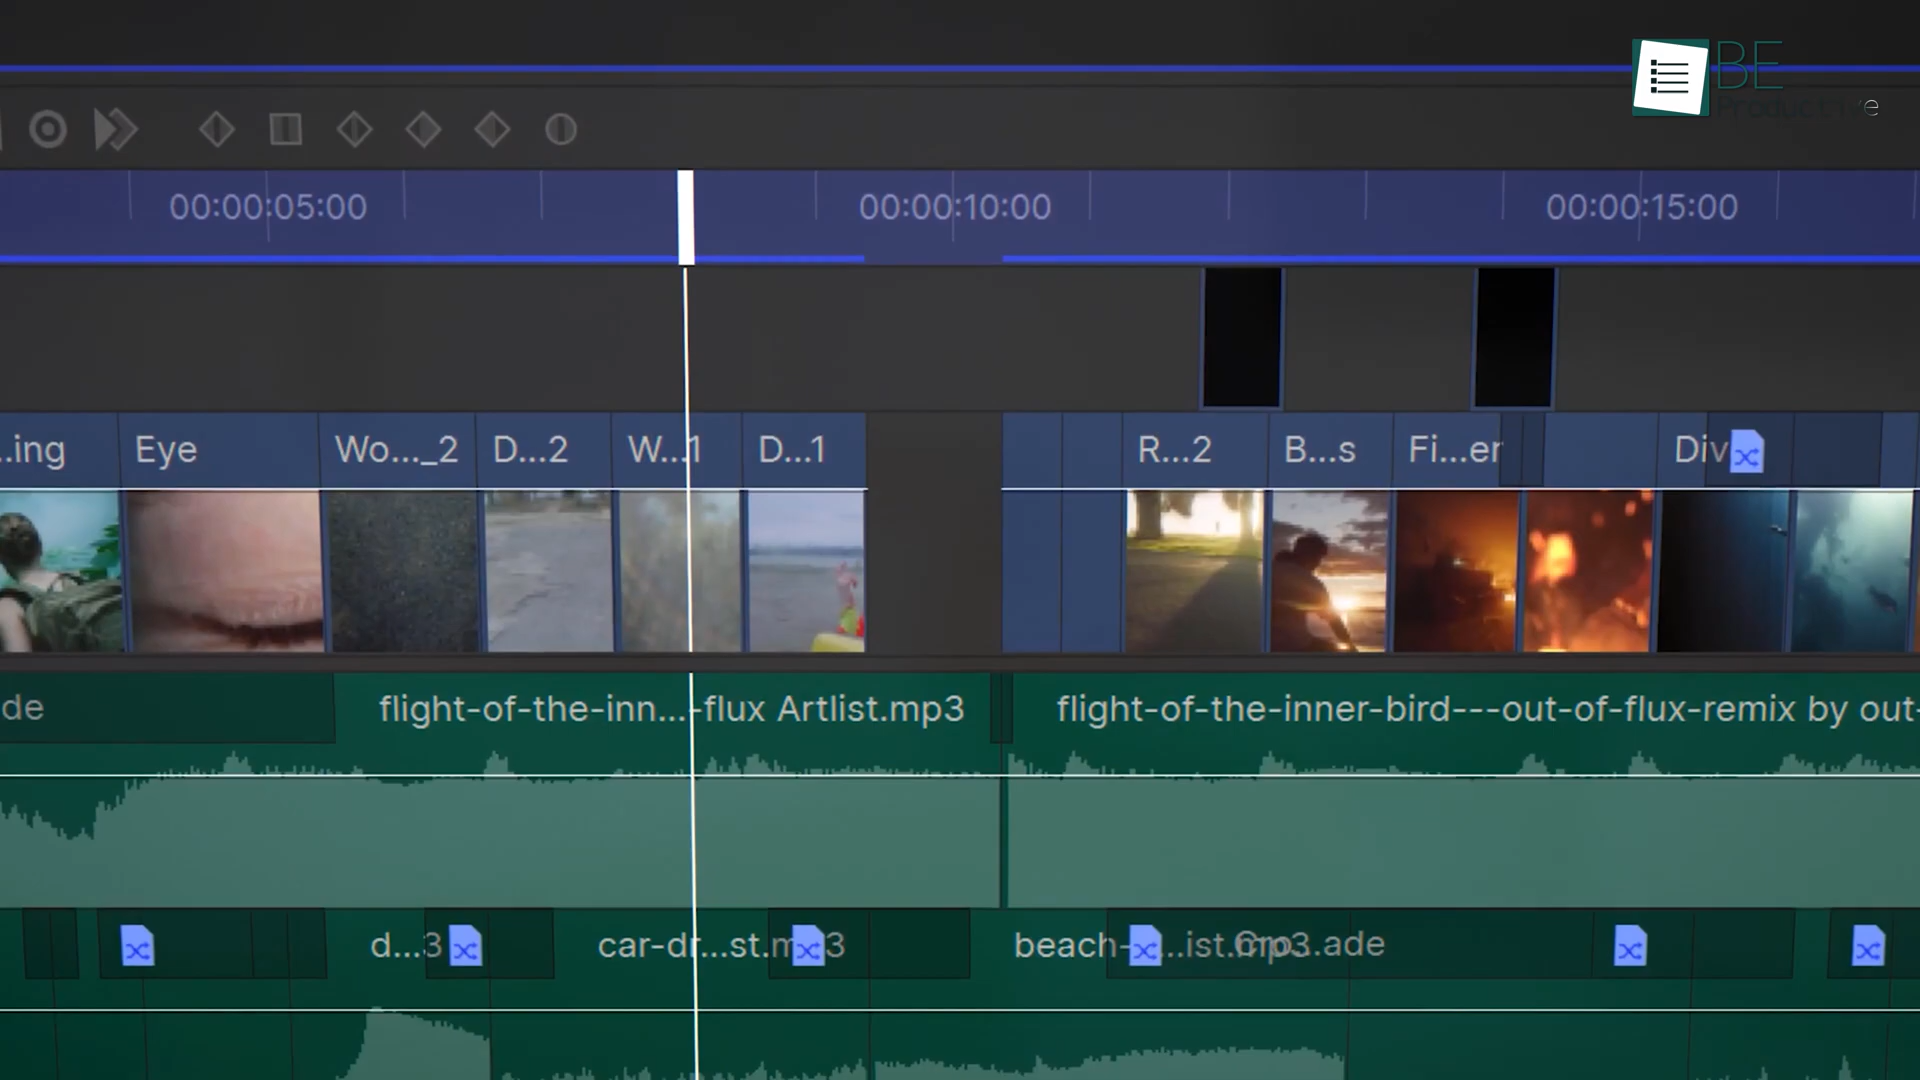 BE
Productive
00:00:05:00 00:00:10:00 00:00:15:00
...ing Eye Wo..._2 D...2 W...1 D...1 R...2 B...s Fi...er Div
de flight-of-the-inn...-flux Artlist.mp3 flight-of-the-inner-bird---out-of-flux-remix by out-
d...3 car-dr...st.m 3 beach-...ist.mp3 ...ade